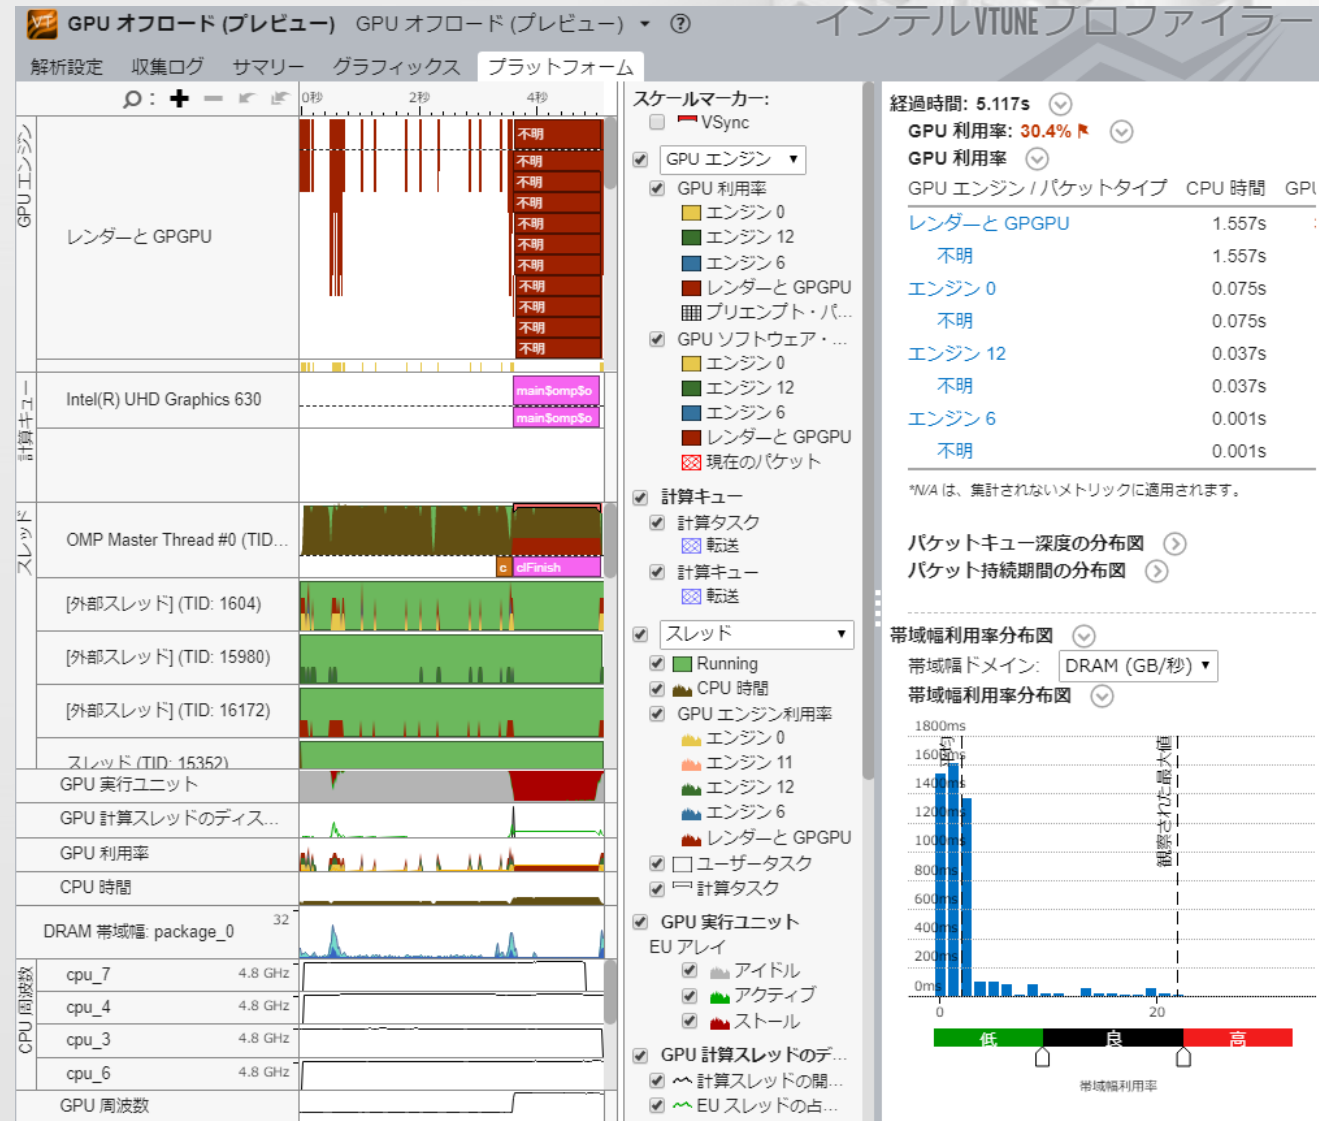 インテル VTUNE プロファイラー
GPU オフロード (プレビュー) GPU オフロード (プレビュー)
解析設定 収集ログ サマリー グラフィックス プラットフォーム
0秒 2秒 4秒
GPU エンジン
レンダーと GPGPU
不明
不明
不明
不明
不明
不明
不明
不明
不明
不明
不明
計算キュー
Intel(R) UHD Graphics 630
main$omp$o
main$omp$o
スレッド
OMP Master Thread #0 (TID...
c clFinish
[外部スレッド] (TID: 1604)
[外部スレッド] (TID: 15980)
[外部スレッド] (TID: 16172)
スレッド (TID: 15352)
GPU 実行ユニット
GPU 計算スレッドのディス...
GPU 利用率
CPU 時間
DRAM 帯域幅: package_0 32
CPU 周波数
cpu_7 4.8 GHz
cpu_4 4.8 GHz
cpu_3 4.8 GHz
cpu_6 4.8 GHz
GPU 周波数
スケールマーカー:
VSync
GPU エンジン
GPU 利用率
エンジン 0
エンジン 12
エンジン 6
レンダーと GPGPU
プリエンプト・パ...
GPU ソフトウェア・...
エンジン 0
エンジン 12
エンジン 6
レンダーと GPGPU
現在のパケット
計算キュー
計算タスク
転送
計算キュー
転送
スレッド
Running
CPU 時間
GPU エンジン利用率
エンジン 0
エンジン 11
エンジン 12
エンジン 6
レンダーと GPGPU
ユーザータスク
計算タスク
GPU 実行ユニット
EU アレイ
アイドル
アクティブ
ストール
GPU 計算スレッドのデ...
計算スレッドの開...
EU スレッドの占...
経過時間: 5.117s
GPU 利用率: 30.4%
GPU 利用率
GPU エンジン / パケットタイプ CPU 時間 GPU
レンダーと GPGPU 1.557s
不明 1.557s
エンジン 0 0.075s
不明 0.075s
エンジン 12 0.037s
不明 0.037s
エンジン 6 0.001s
不明 0.001s
*N/A は、集計されないメトリックに適用されます。
パケットキュー深度の分布図
パケット持続期間の分布図
帯域幅利用率分布図
帯域幅ドメイン: DRAM (GB/秒)
帯域幅利用率分布図
1800ms
1600ms
1400ms
1200ms
1000ms
800ms
600ms
400ms
200ms
0ms
平均
観察された最大値
0 20
低 良 高
帯域幅利用率